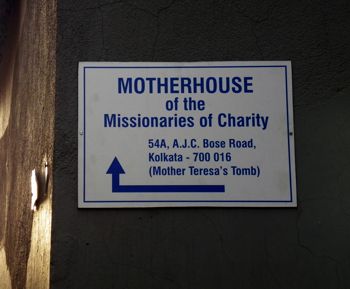 MOTHERHOUSE
of the
Missionaries of Charity
54A, A.J.C. Bose Road,
Kolkata - 700 016
(Mother Teresa's Tomb)